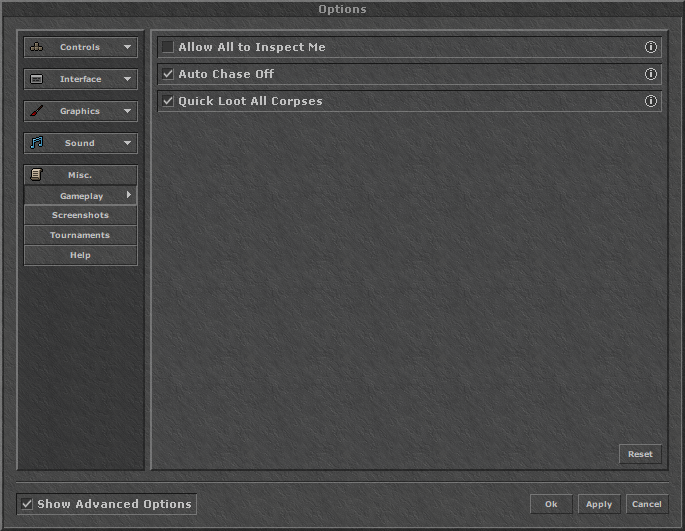 Options
Controls
Interface
Graphics
Sound
Misc.
Gameplay
Screenshots
Tournaments
Help
Allow All to Inspect Me
Auto Chase Off
Quick Loot All Corpses
Reset
Show Advanced Options
Ok
Apply
Cancel